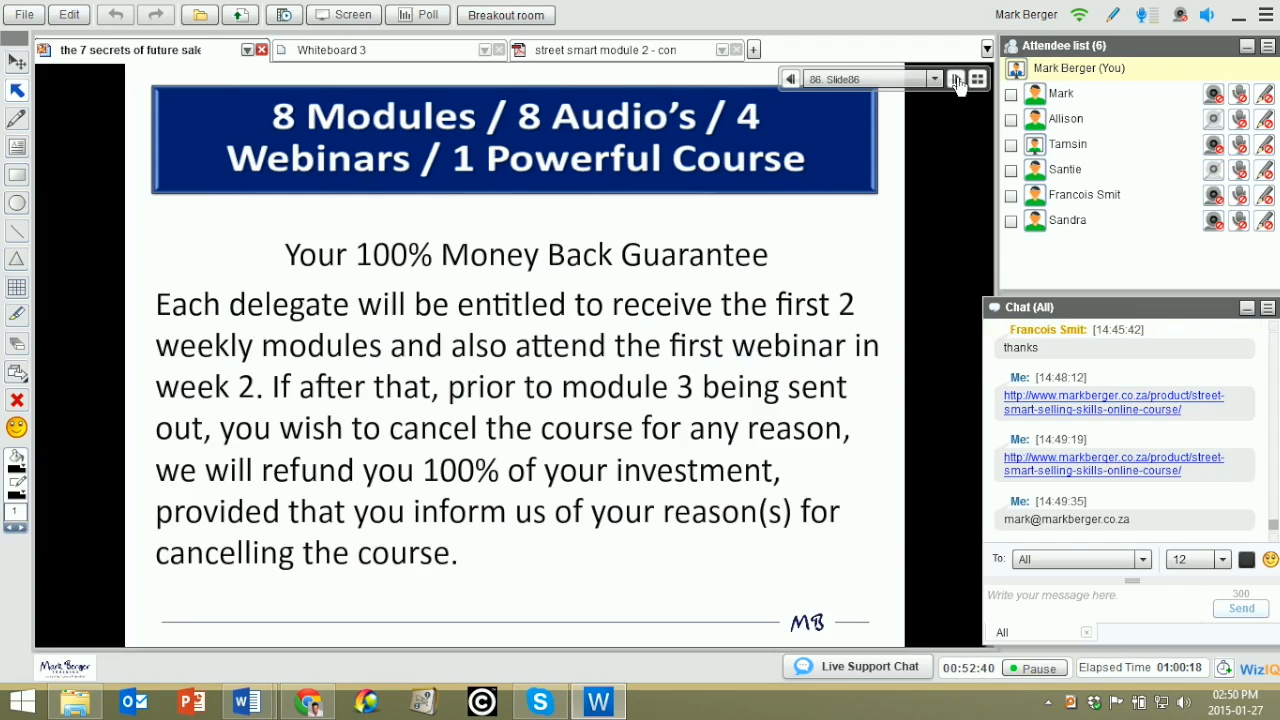 File
Edit
Screen
Poll
Breakout room
Mark Berger
the 7 secrets of future sale
Whiteboard 3
street smart module 2 - con
Attendee list (6)
86. Slide86
Mark Berger (You)
Mark
Allison
Tamsin
Santie
Francois Smit
Sandra
8 Modules / 8 Audio's / 4
Webinars / 1 Powerful Course
Your 100% Money Back Guarantee
Each delegate will be entitled to receive the first 2
weekly modules and also attend the first webinar in
week 2. If after that, prior to module 3 being sent
out, you wish to cancel the course for any reason,
we will refund you 100% of your investment,
provided that you inform us of your reason(s) for
cancelling the course.
MB
Chat (All)
Francois Smit: [14:45:42]
thanks
Me: [14:48:12]
http://www.markberger.co.za/product/street-
smart-selling-skills-online-course/
Me: [14:49:19]
http://www.markberger.co.za/product/street-
smart-selling-skills-online-course/
Me: [14:49:35]
mark@markberger.co.za
To: All 12
Write your message here.
300
Send
All
1
Mark Berger
Live Support Chat
00:52:40
Pause
Elapsed Time 01:00:18
WizIQ
02:50 PM
2015-01-27